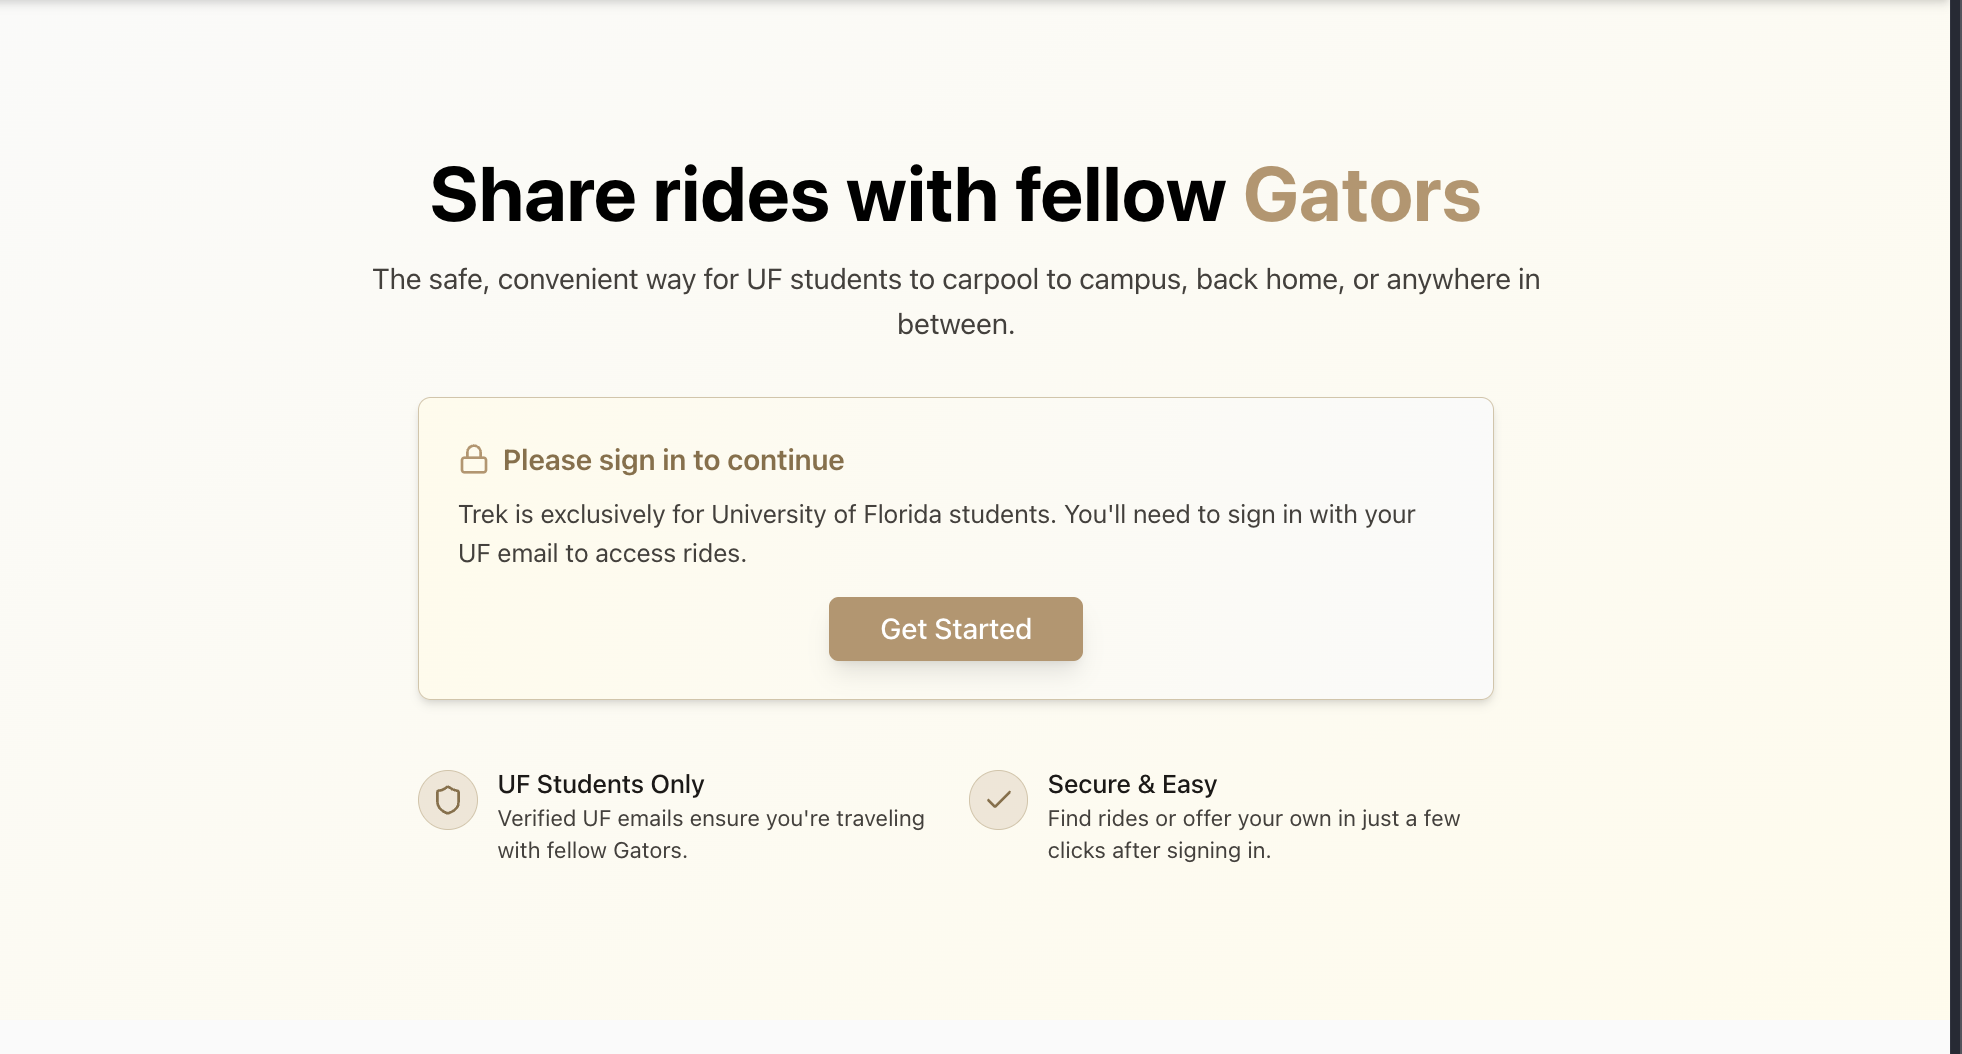 Share rides with fellow Gators
The safe, convenient way for UF students to carpool to campus, back home, or anywhere in
between.
Please sign in to continue
Trek is exclusively for University of Florida students. You'll need to sign in with your
UF email to access rides.
Get Started
UF Students Only
Verified UF emails ensure you're traveling
with fellow Gators.
Secure & Easy
Find rides or offer your own in just a few
clicks after signing in.